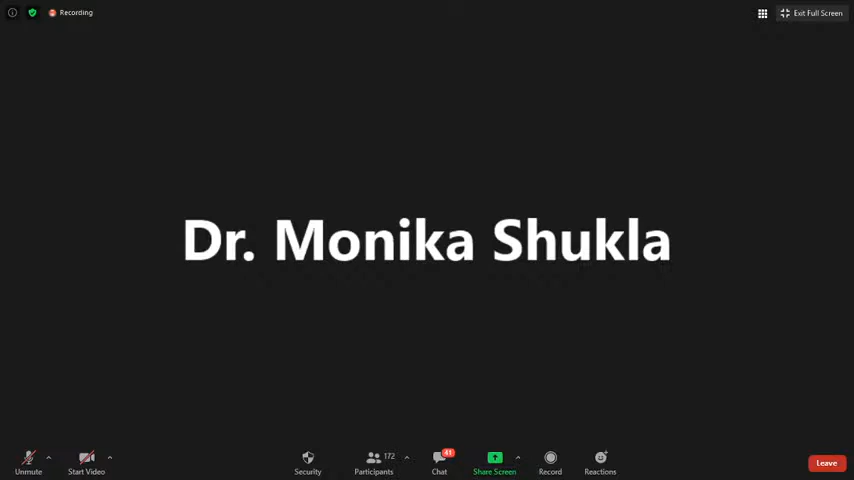 Recording
Exit Full Screen
Dr. Monika Shukla
172
41
Unmute
Start Video
Security
Participants
Chat
Share Screen
Record
Reactions
Leave